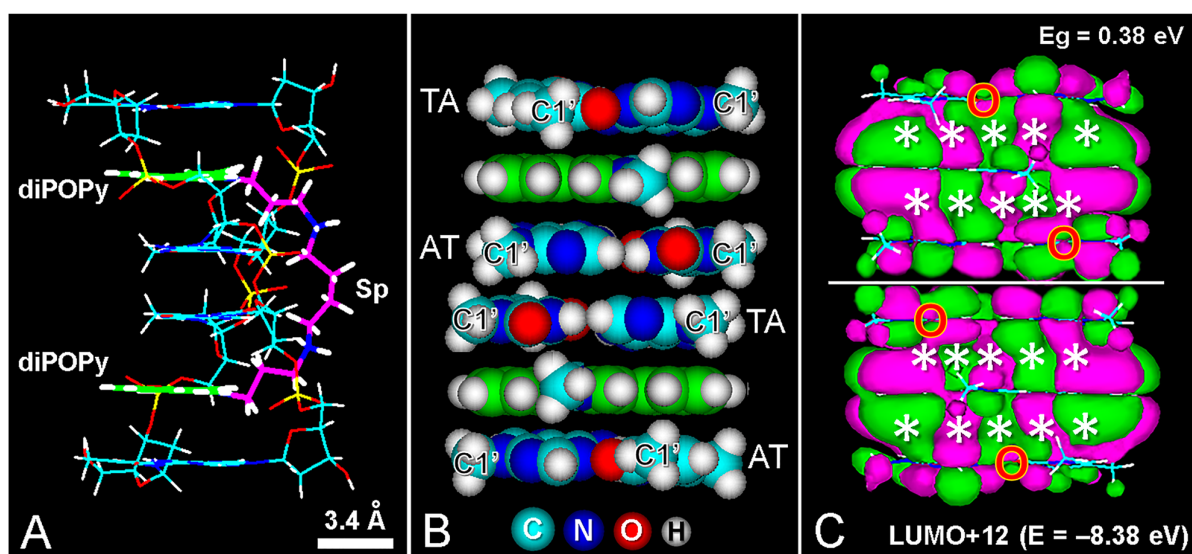 diPOPy
diPOPy
Sp
3.4 Å
A
TA
C1’
C1’
AT
C1’
C1’
C1’
C1’
TA
C1’
C1’
AT
C N O H
B
Eg = 0.38 eV
O
* * * * *
* * * * *
O
O
* * * * *
* * * * *
O
C
LUMO+12 (E = –8.38 eV)